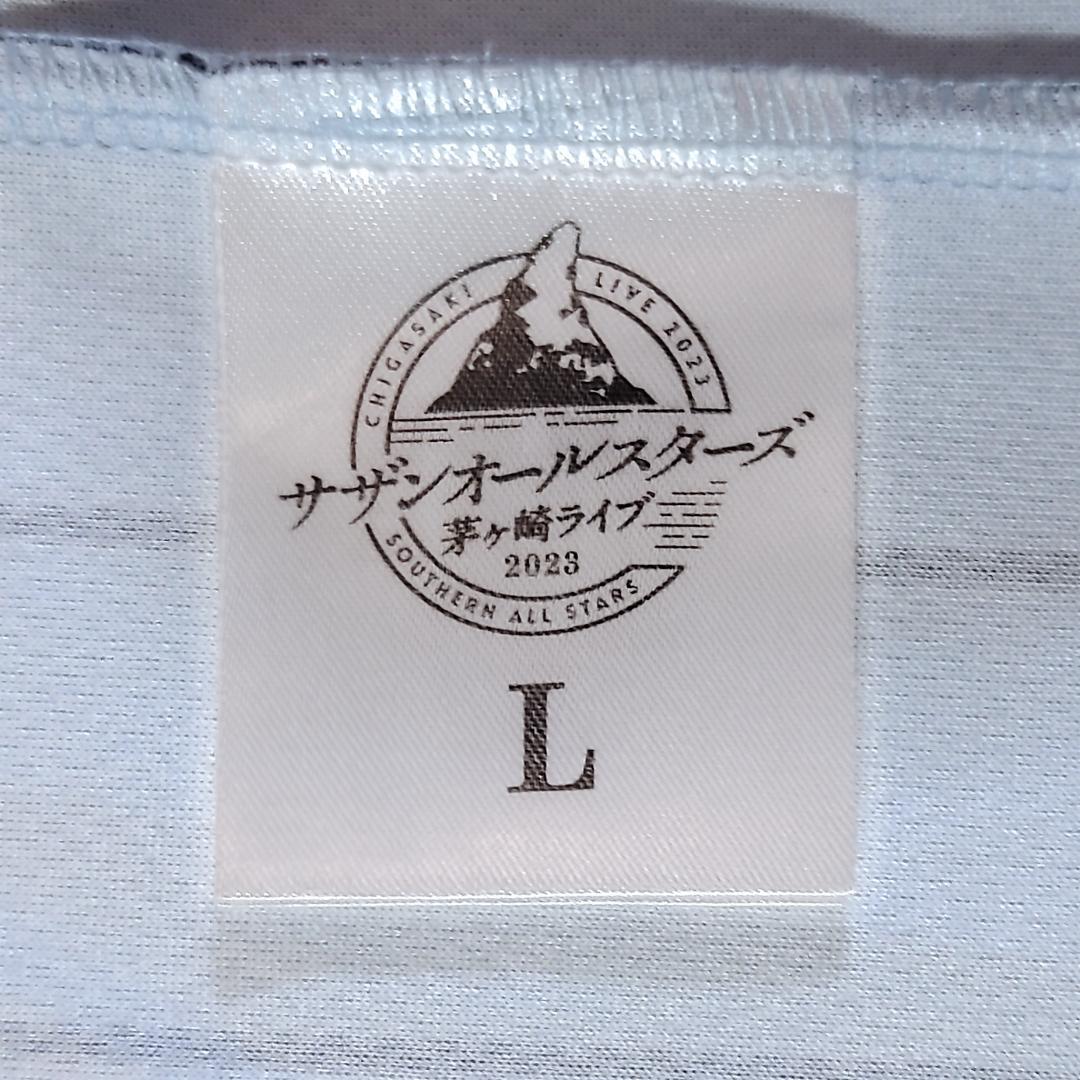 CHIGASAKI LIVE 2023
サザンオールスターズ
茅ヶ崎ライブ
2023
SOUTHERN ALL STARS
L